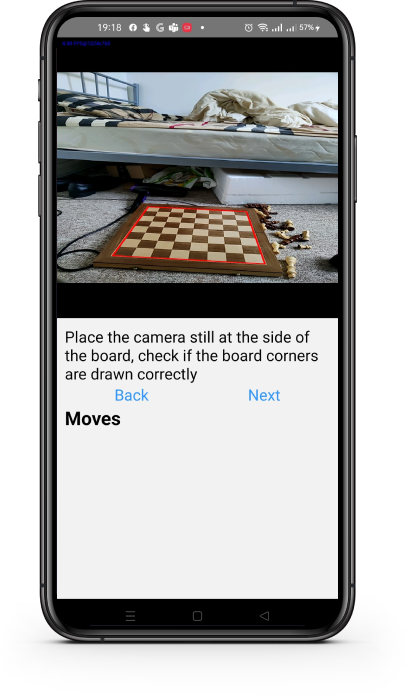 19:18
57%
Place the camera still at the side of
the board, check if the board corners
are drawn correctly
Back Next
Moves